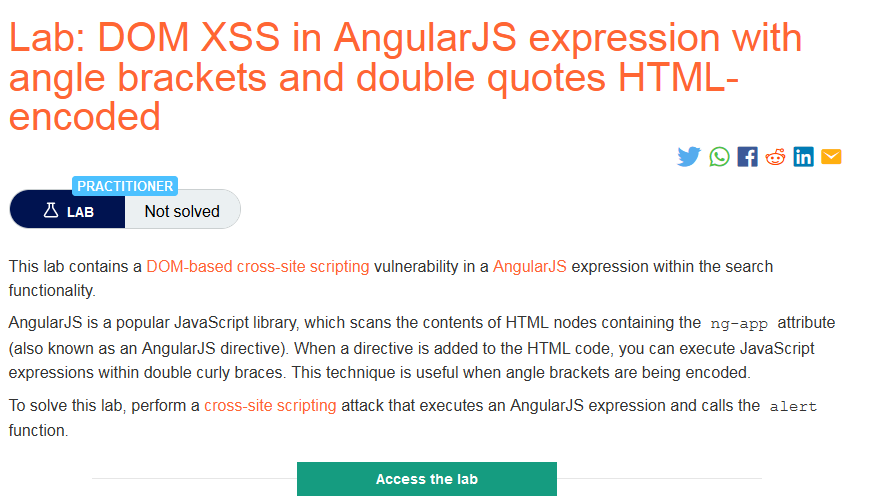 Lab: DOM XSS in AngularJS expression with
angle brackets and double quotes HTML-
encoded
PRACTITIONER
LAB
Not solved
This lab contains a DOM-based cross-site scripting vulnerability in a AngularJS expression within the search
functionality.
AngularJS is a popular JavaScript library, which scans the contents of HTML nodes containing the ng-app attribute
(also known as an AngularJS directive). When a directive is added to the HTML code, you can execute JavaScript
expressions within double curly braces. This technique is useful when angle brackets are being encoded.
To solve this lab, perform a cross-site scripting attack that executes an AngularJS expression and calls the alert
function.
Access the lab